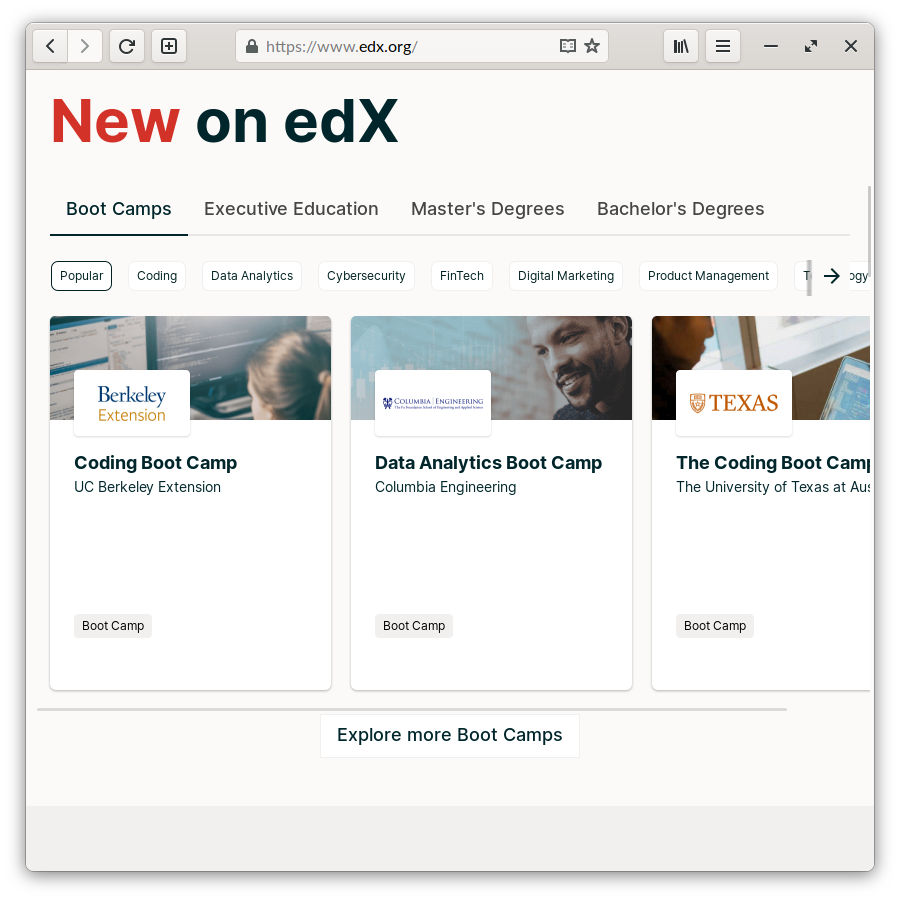 https://www.edx.org/
New on edX
Boot Camps
Executive Education
Master's Degrees
Bachelor's Degrees
Popular
Coding
Data Analytics
Cybersecurity
FinTech
Digital Marketing
Product Management
Berkeley
Extension
COLUMBIA | ENGINEERING
The Fu Foundation School of Engineering and Applied Science
TEXAS
Coding Boot Camp
UC Berkeley Extension
Data Analytics Boot Camp
Columbia Engineering
The Coding Boot Camp
The University of Texas at Aus
Boot Camp
Boot Camp
Boot Camp
Explore more Boot Camps